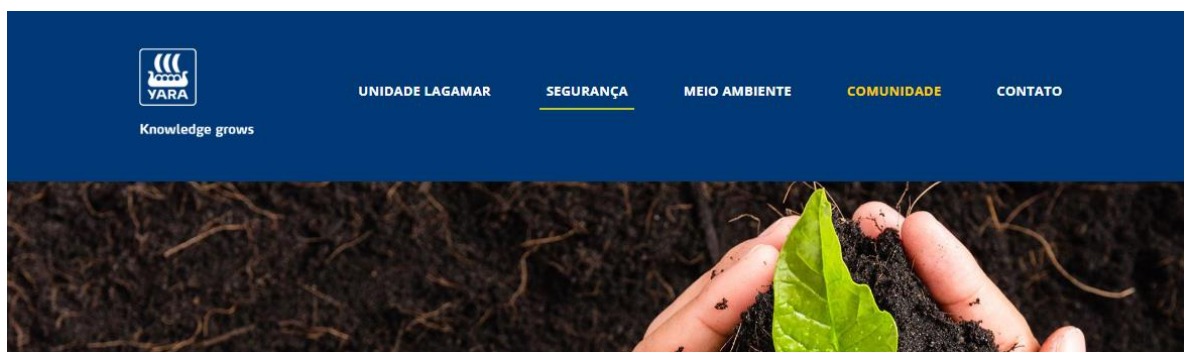 YARA
Knowledge grows
UNIDADE LAGAMAR SEGURANÇA MEIO AMBIENTE COMUNIDADE CONTATO